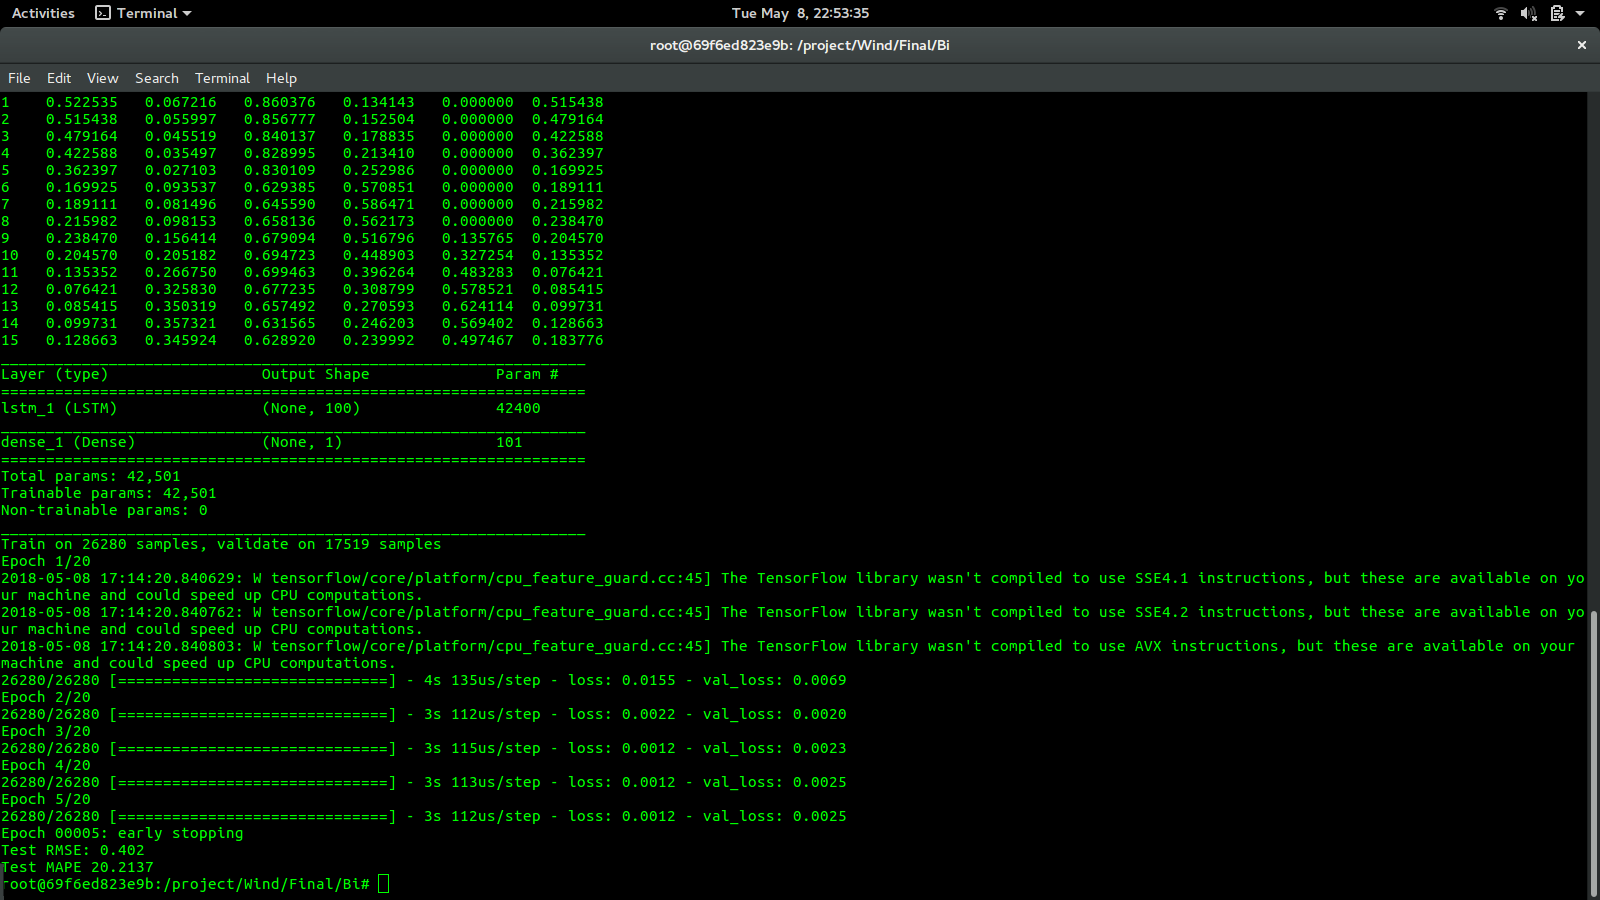 Activities Terminal Tue May 8, 22:53:35
root@69f6ed823e9b: /project/Wind/Final/Bi
File Edit View Search Terminal Help
1 0.522535 0.067216 0.860376 0.134143 0.000000 0.515438
2 0.515438 0.055997 0.856777 0.152504 0.000000 0.479164
3 0.479164 0.045519 0.840137 0.178835 0.000000 0.422588
4 0.422588 0.035497 0.828995 0.213410 0.000000 0.362397
5 0.362397 0.027103 0.830109 0.252986 0.000000 0.169925
6 0.169925 0.093537 0.629385 0.570851 0.000000 0.189111
7 0.189111 0.081496 0.645590 0.586471 0.000000 0.215982
8 0.215982 0.098153 0.658136 0.562173 0.000000 0.238470
9 0.238470 0.156414 0.679094 0.516796 0.135765 0.204570
10 0.204570 0.205182 0.694723 0.448903 0.327254 0.135352
11 0.135352 0.266750 0.699463 0.396264 0.483283 0.076421
12 0.076421 0.325830 0.677235 0.308799 0.578521 0.085415
13 0.085415 0.350319 0.657492 0.270593 0.624114 0.099731
14 0.099731 0.357321 0.631565 0.246203 0.569402 0.128663
15 0.128663 0.345924 0.628920 0.239992 0.497467 0.183776
_________________________________________________________________
Layer (type) Output Shape Param #
=================================================================
lstm_1 (LSTM) (None, 100) 42400
_________________________________________________________________
dense_1 (Dense) (None, 1) 101
=================================================================
Total params: 42,501
Trainable params: 42,501
Non-trainable params: 0
_________________________________________________________________
Train on 26280 samples, validate on 17519 samples
Epoch 1/20
2018-05-08 17:14:20.840629: W tensorflow/core/platform/cpu_feature_guard.cc:45] The TensorFlow library wasn't compiled to use SSE4.1 instructions, but these are available on yo
ur machine and could speed up CPU computations.
2018-05-08 17:14:20.840762: W tensorflow/core/platform/cpu_feature_guard.cc:45] The TensorFlow library wasn't compiled to use SSE4.2 instructions, but these are available on yo
ur machine and could speed up CPU computations.
2018-05-08 17:14:20.840803: W tensorflow/core/platform/cpu_feature_guard.cc:45] The TensorFlow library wasn't compiled to use AVX instructions, but these are available on your
machine and could speed up CPU computations.
26280/26280 [==============================] - 4s 135us/step - loss: 0.0155 - val_loss: 0.0069
Epoch 2/20
26280/26280 [==============================] - 3s 112us/step - loss: 0.0022 - val_loss: 0.0020
Epoch 3/20
26280/26280 [==============================] - 3s 115us/step - loss: 0.0012 - val_loss: 0.0023
Epoch 4/20
26280/26280 [==============================] - 3s 113us/step - loss: 0.0012 - val_loss: 0.0025
Epoch 5/20
26280/26280 [==============================] - 3s 112us/step - loss: 0.0012 - val_loss: 0.0025
Epoch 00005: early stopping
Test RMSE: 0.402
Test MAPE 20.2137
root@69f6ed823e9b:/project/Wind/Final/Bi#